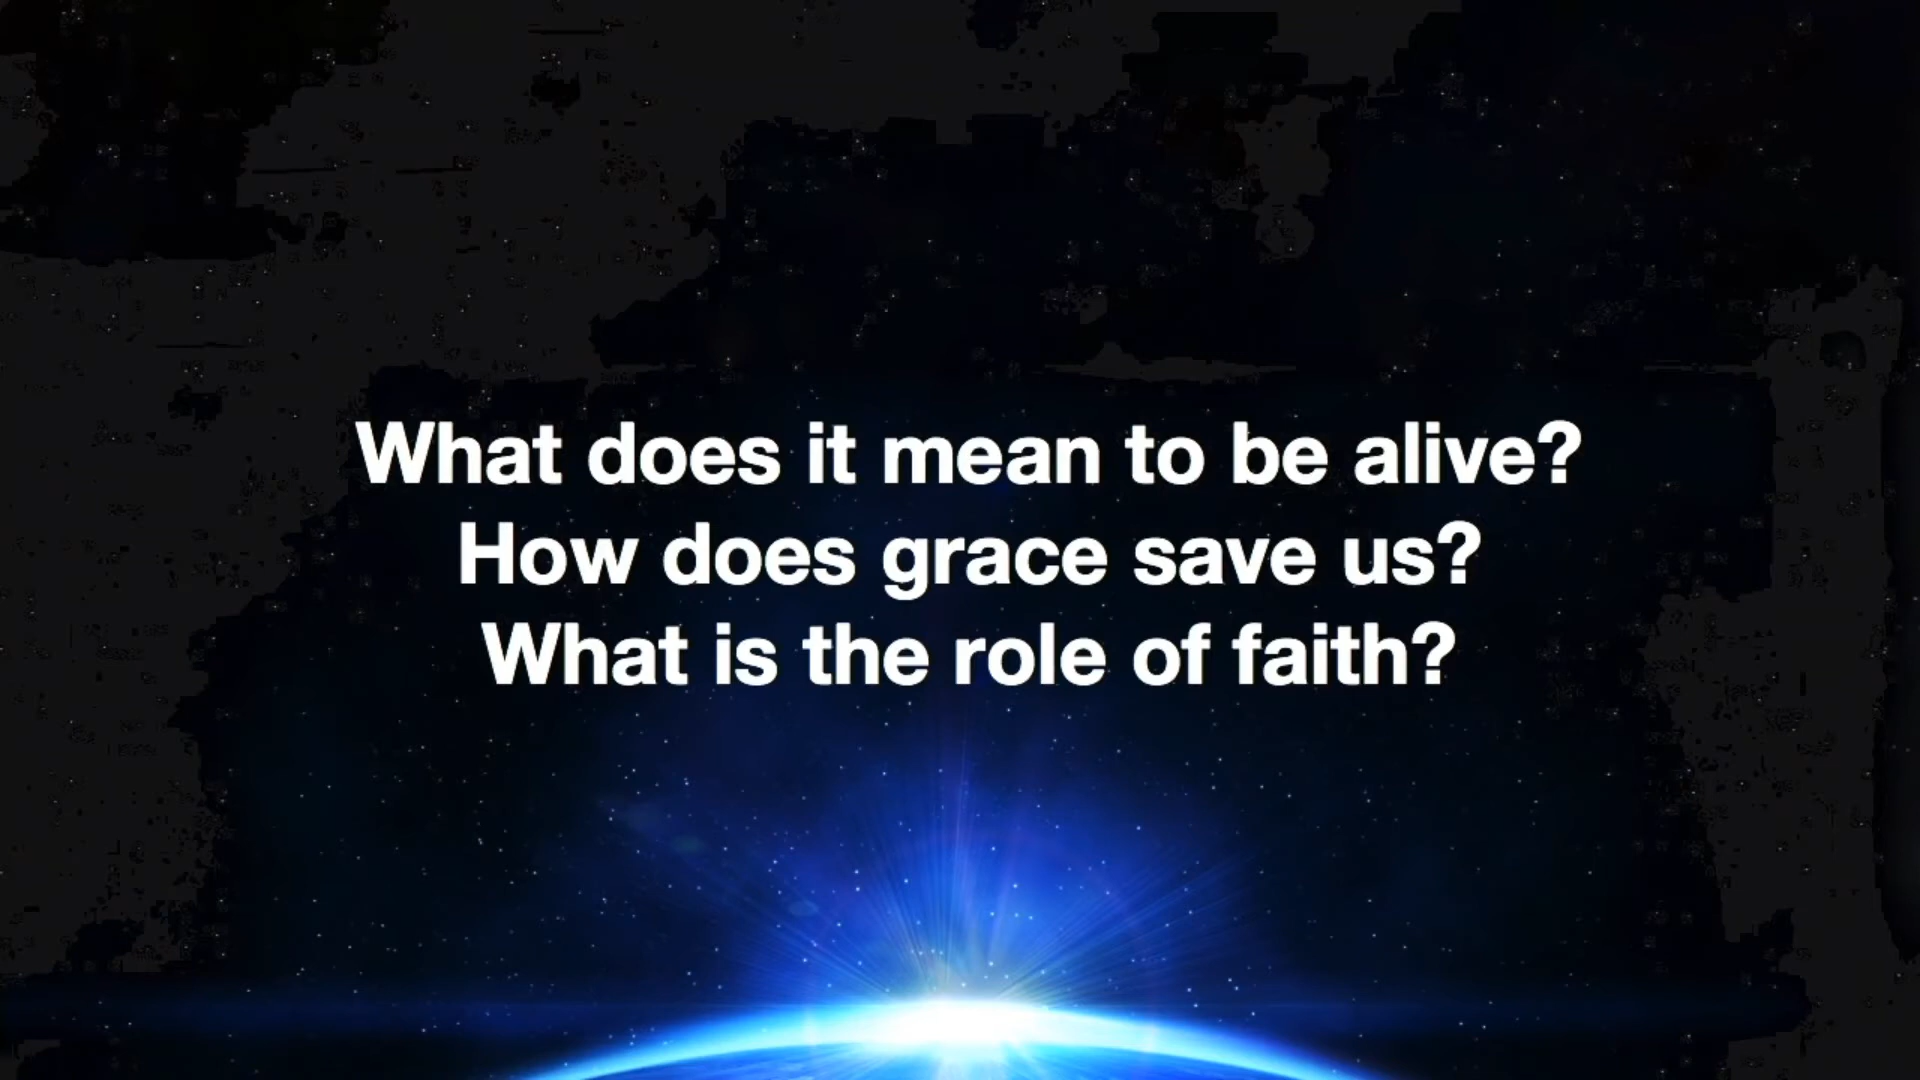 What does it mean to be alive?
How does grace save us?
What is the role of faith?